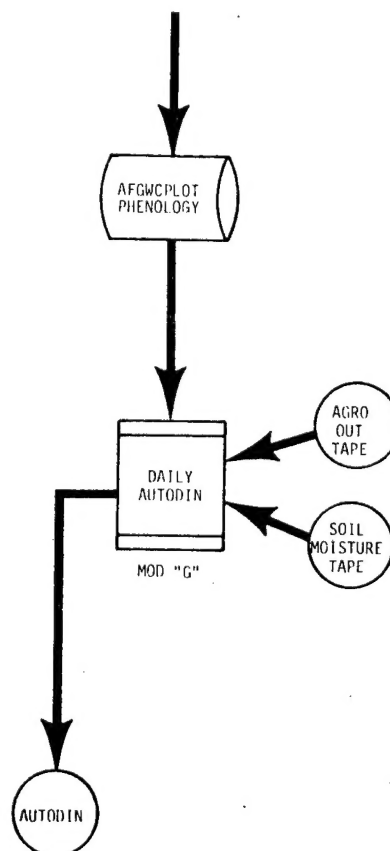 AFGWCPLOT
PHENOLOGY
AGRO
OUT
TAPE
DAILY
AUTODIN
SOIL
MOISTURE
TAPE
MOD "G"
AUTODIN